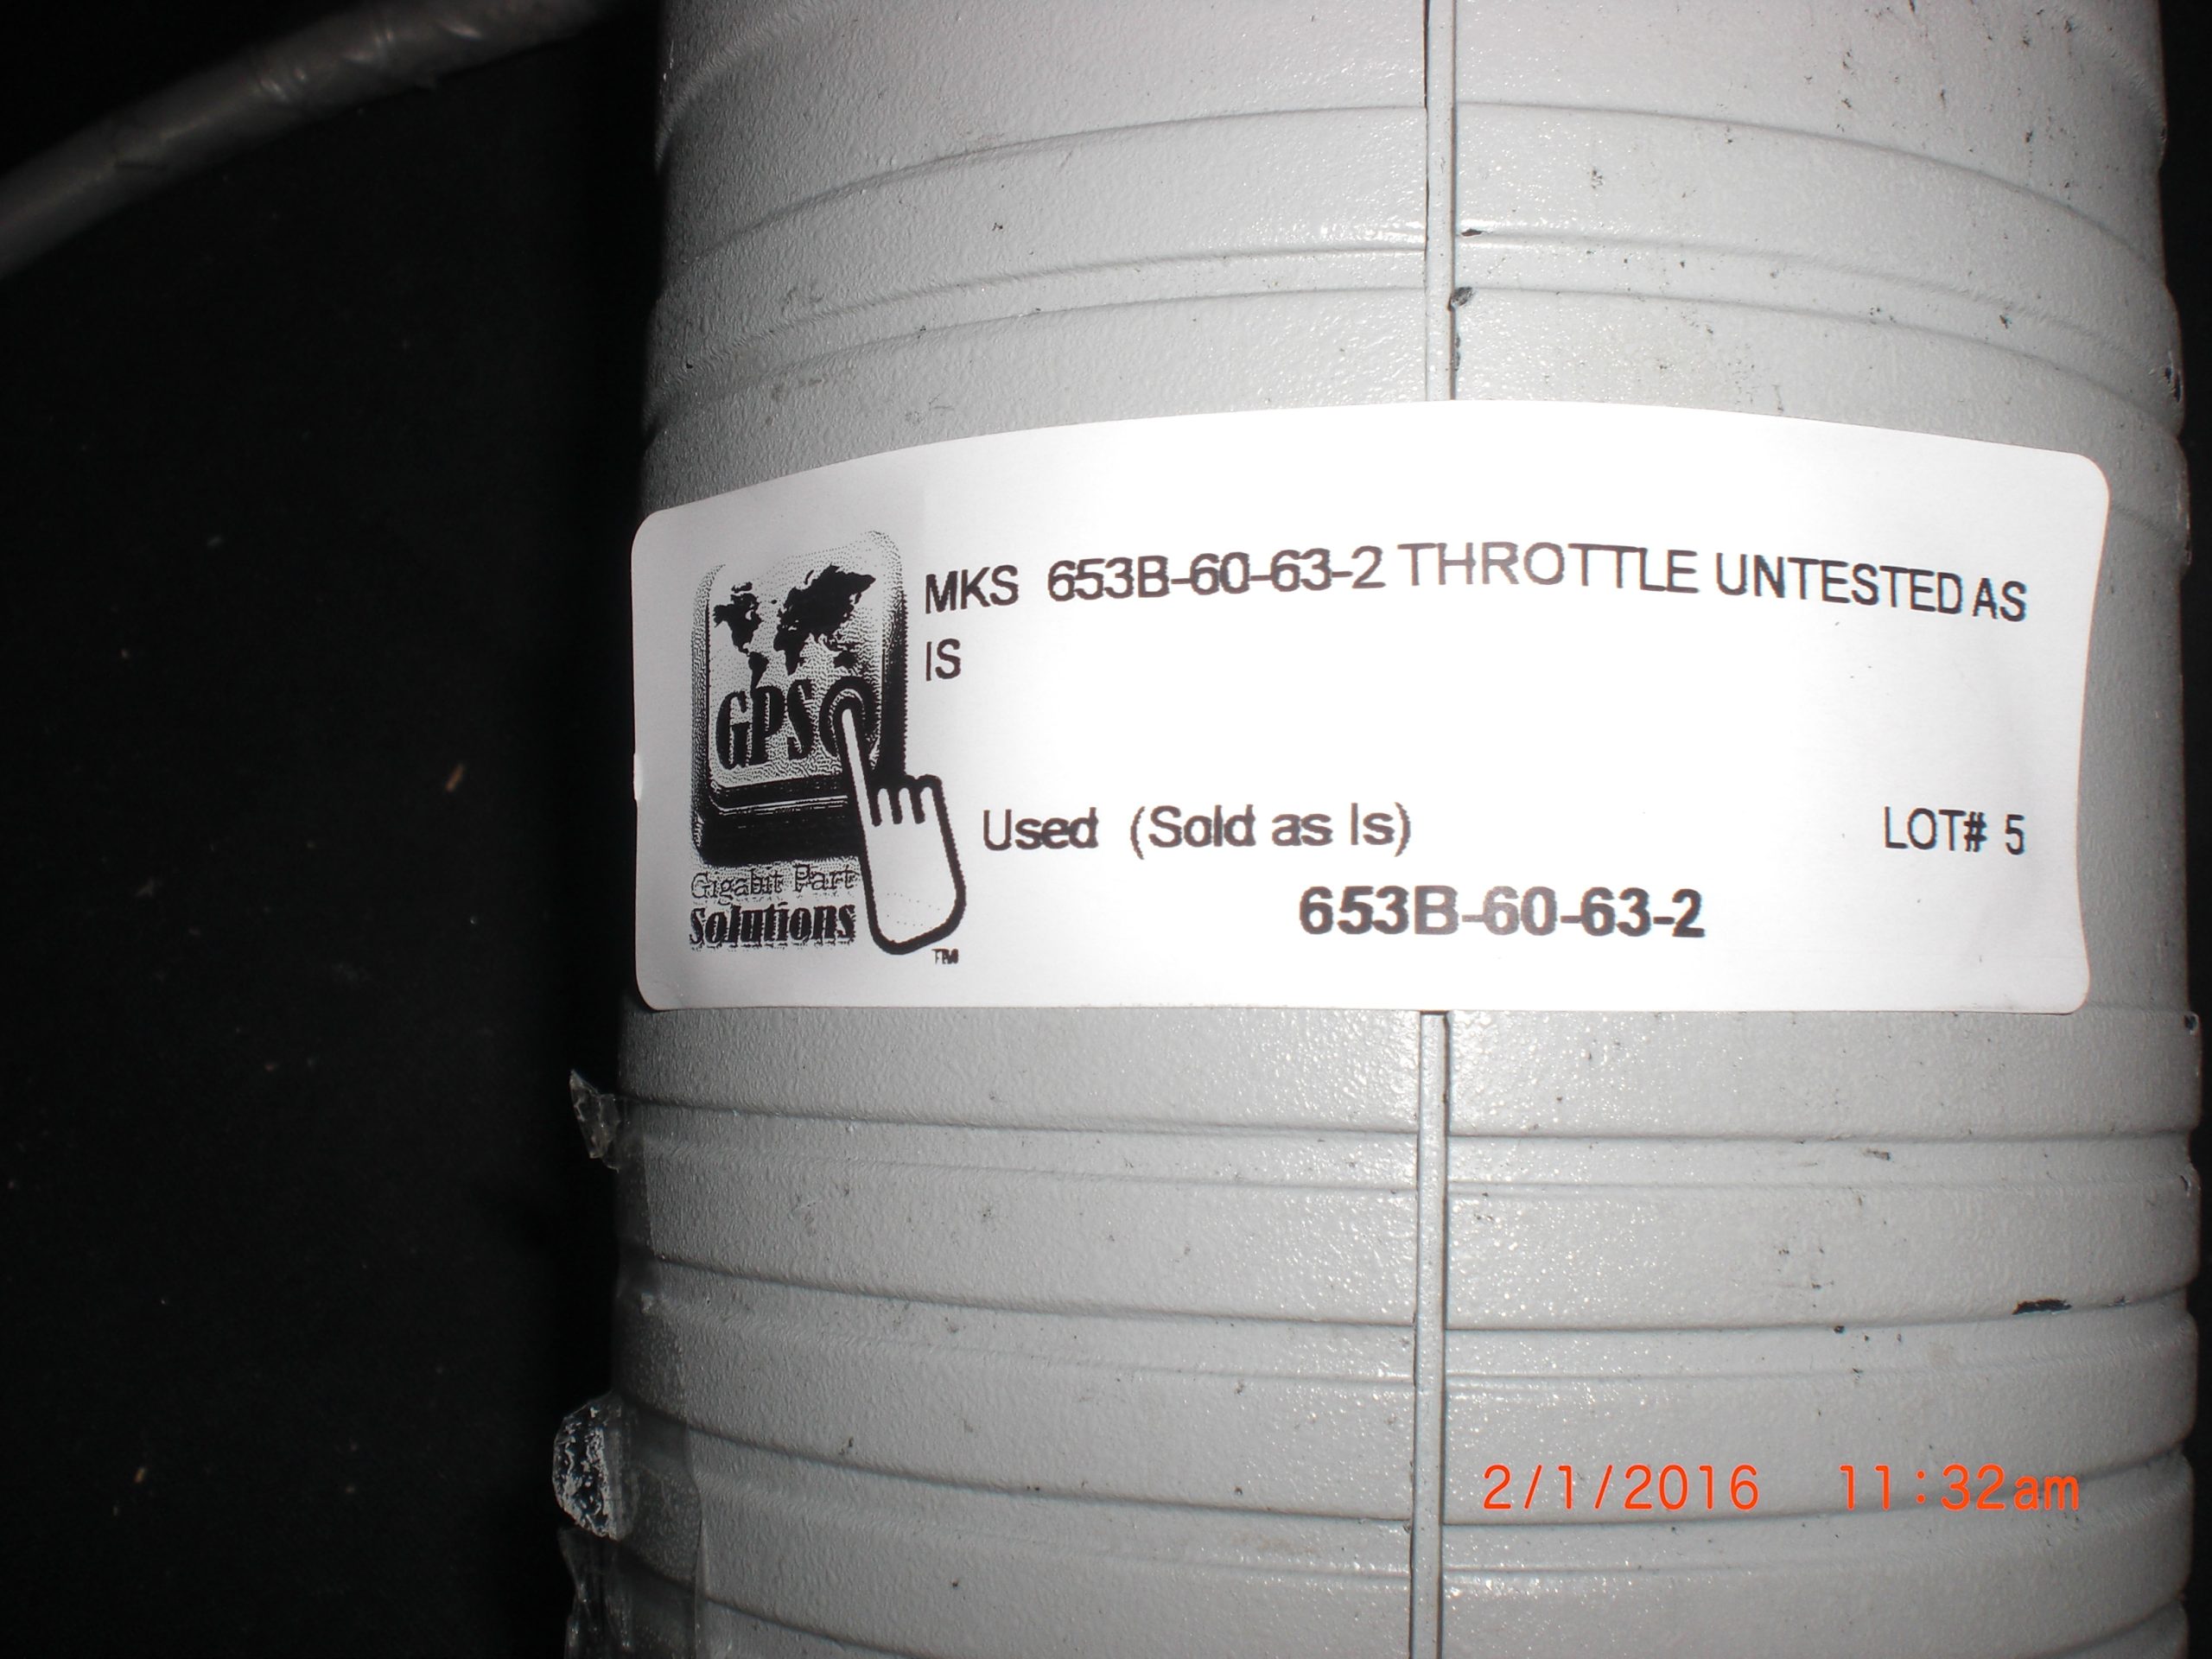 MKS 653B-60-63-2 THROTTLE UNTESTED AS
IS
GPS
Used (Sold as Is)
LOT# 5
Gigabit Part
Solutions
TM
653B-60-63-2
2/1/2016 11:32am